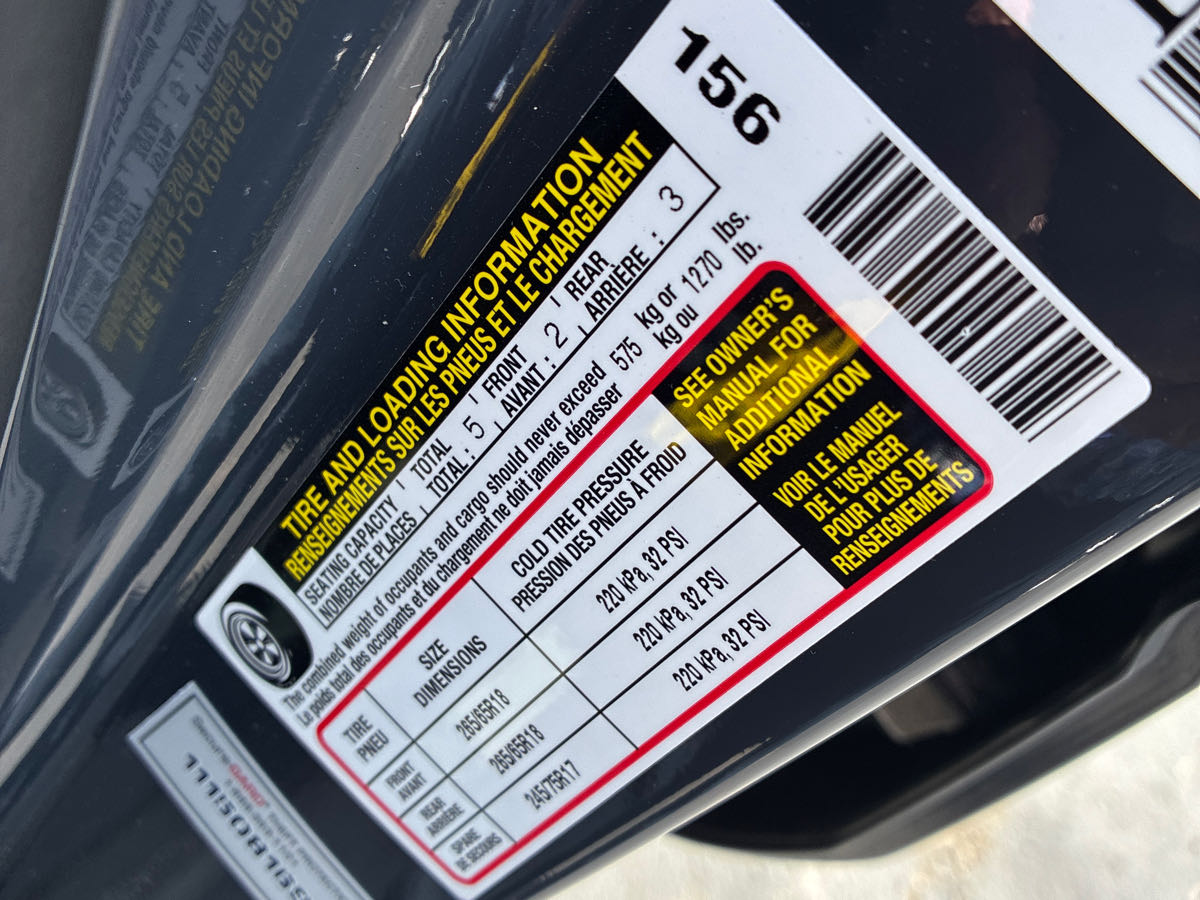 156
TIRE AND LOADING INFORMATION
RENSEIGNEMENTS SUR LES PNEUS ET LE CHARGEMENT
SEATING CAPACITY TOTAL FRONT REAR
NOMBRE DE PLACES TOTAL : 5 AVANT : 2 ARRIÈRE : 3
The combined weight of occupants and cargo should never exceed 575 kg or 1270 lbs.
Le poids total des occupants et du chargement ne doit jamais dépasser kg ou lb.
TIRE SIZE COLD TIRE PRESSURE
PNEU DIMENSIONS PRESSION DES PNEUS À FROID
FRONT
AVANT 265/65R18 220 kPa, 32 PSI
REAR
ARRIÈRE 265/65R18 220 kPa, 32 PSI
SPARE
DE SECOURS 245/75R17 220 kPa, 32 PSI
SEE OWNER'S
MANUAL FOR
ADDITIONAL
INFORMATION
VOIR LE MANUEL
DE L'USAGER
POUR PLUS DE
RENSEIGNEMENTS